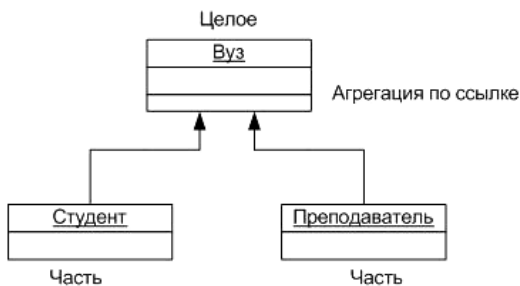 Целое
Вуз
Агрегация по ссылке
Студент
Преподаватель
Часть
Часть